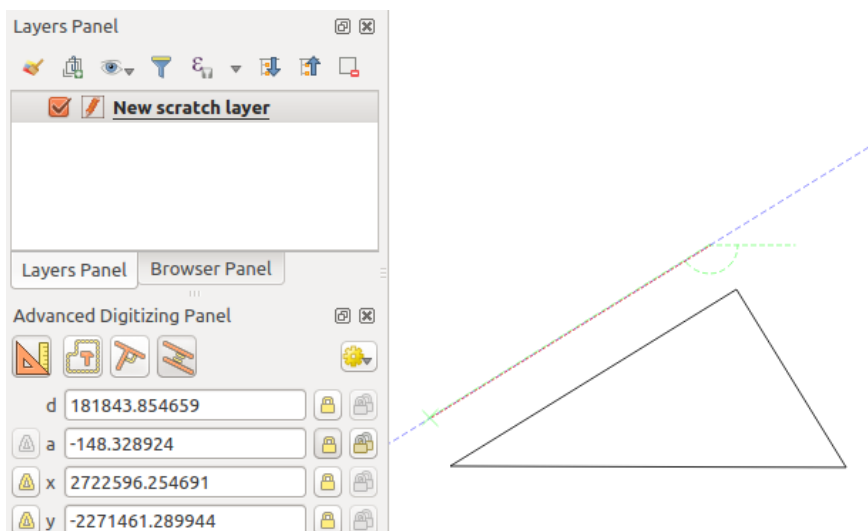 Layers Panel
New scratch layer
Layers Panel
Browser Panel
Advanced Digitizing Panel
d 181843.854659
a -148.328924
x 2722596.254691
y -2271461.289944